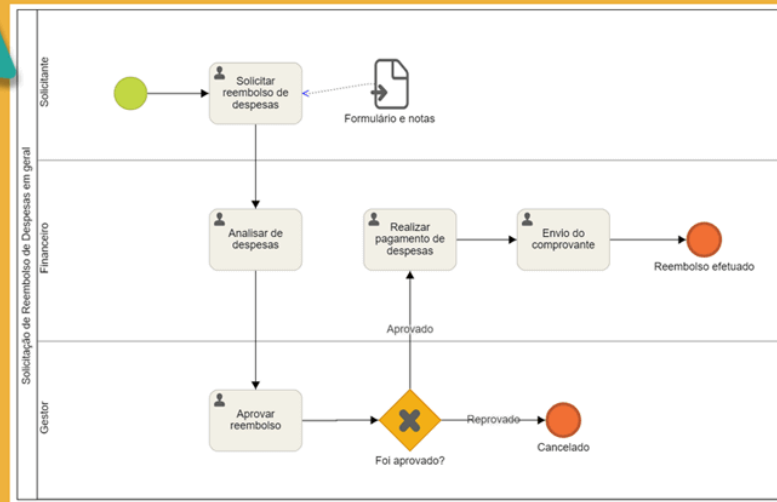 Solicitação de Reembolso de Despesas em geral
Solicitante
Solicitar
reembolso de
despesas
Formulário e notas
Financeiro
Analisar de
despesas
Realizar
pagamento de
despesas
Envio do
comprovante
Reembolso efetuado
Aprovado
Gestor
Aprovar
reembolso
Foi aprovado?
Reprovado
Cancelado